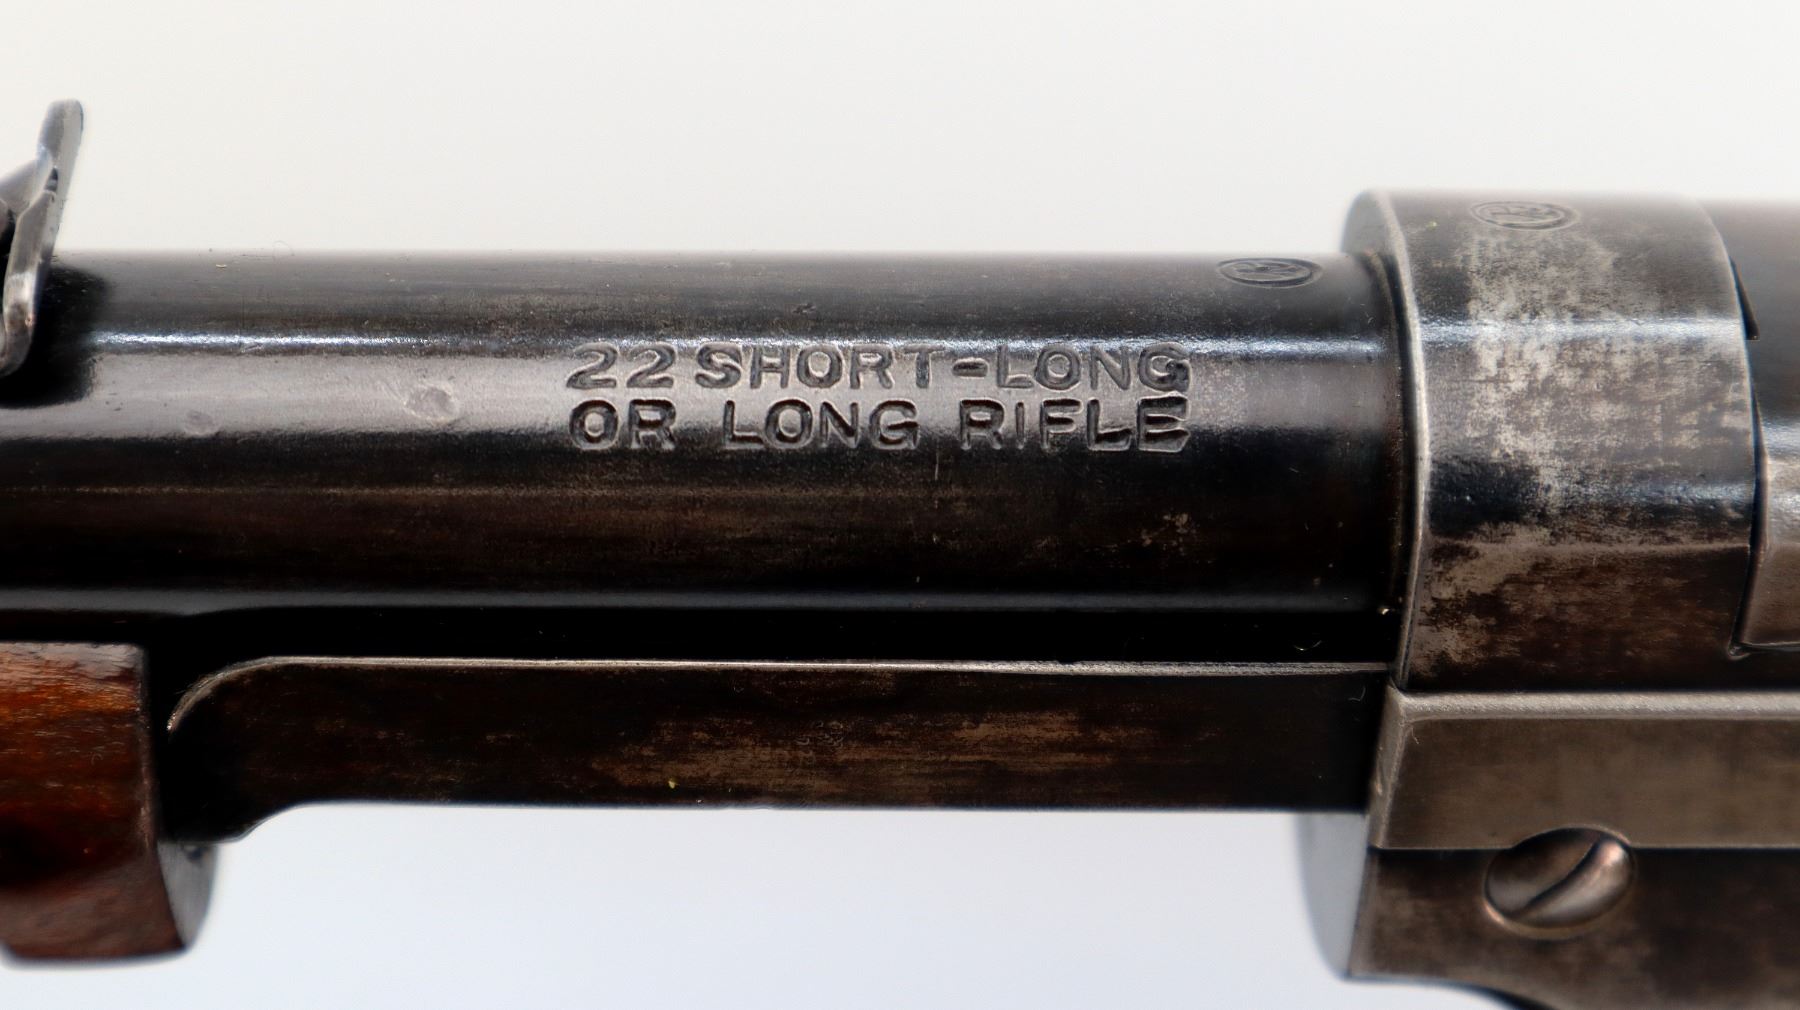 22 SHORT-LONG
OR LONG RIFLE